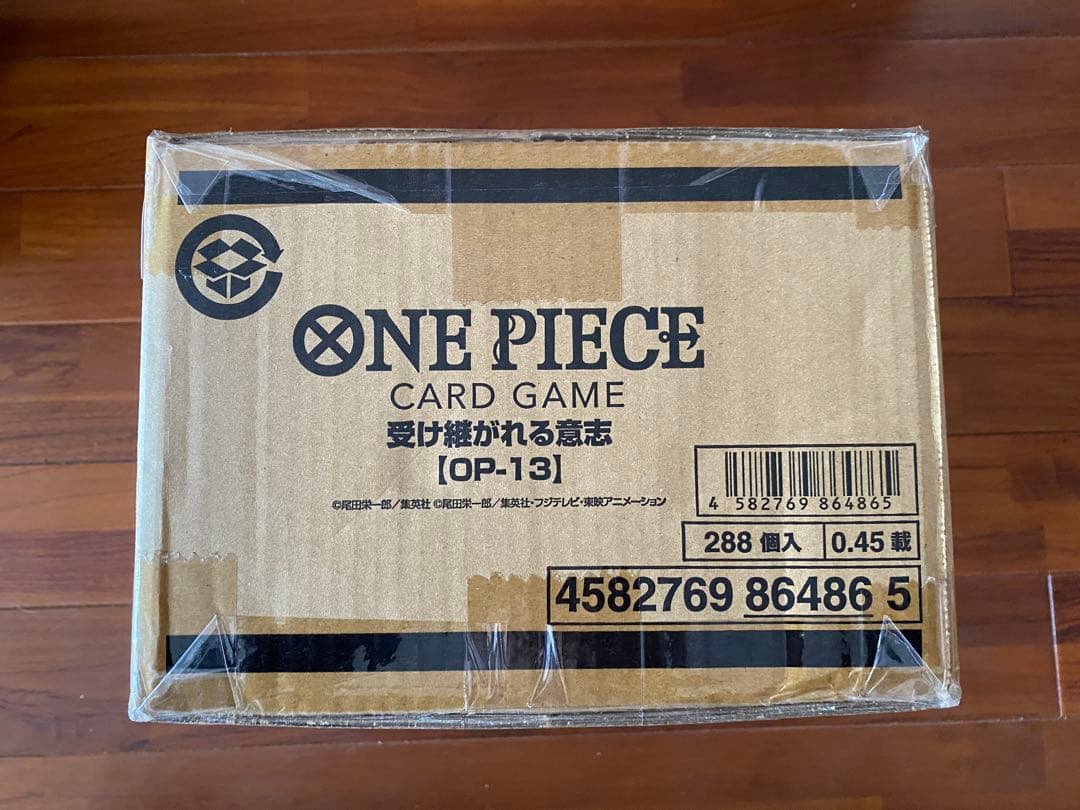 ONE PIECE
CARD GAME
受け継がれる意志
【OP-13】
©尾田栄一郎／集英社 ©尾田栄一郎／集英社・フジテレビ・東映アニメーション
4 582769 864865
288 個入 0.45 載
4582769 86486 5